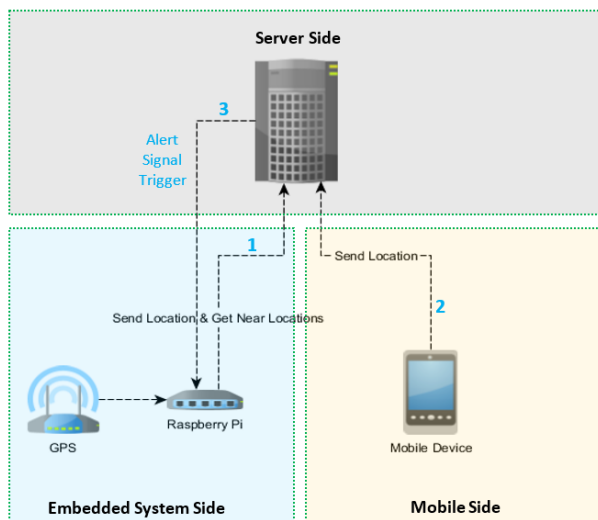 Server Side
3
Alert
Signal
Trigger
1
Send Location
2
Send Location & Get Near Locations
GPS
Raspberry Pi
Mobile Device
Embedded System Side
Mobile Side